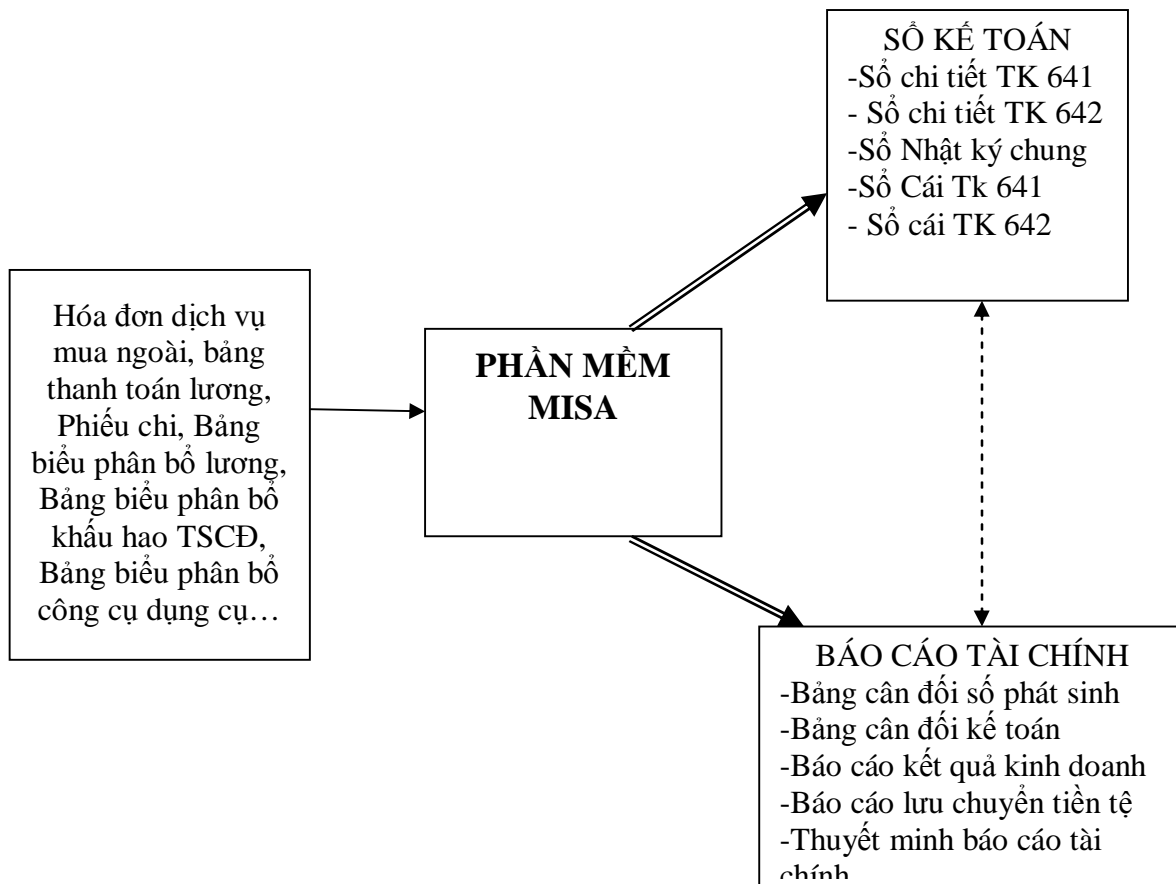 SỔ KẾ TOÁN
-Sổ chi tiết TK 641
- Sổ chi tiết TK 642
-Sổ Nhật ký chung
-Sổ Cái Tk 641
- Sổ cái TK 642
Hóa đơn dịch vụ
mua ngoài, bảng
thanh toán lương,
Phiếu chi, Bảng
biểu phân bổ lương,
Bảng biểu phân bổ
khấu hao TSCĐ,
Bảng biểu phân bổ
công cụ dụng cụ…
PHẦN MỀM
MISA
BÁO CÁO TÀI CHÍNH
-Bảng cân đối số phát sinh
-Bảng cân đối kế toán
-Báo cáo kết quả kinh doanh
-Báo cáo lưu chuyển tiền tệ
-Thuyết minh báo cáo tài
chính